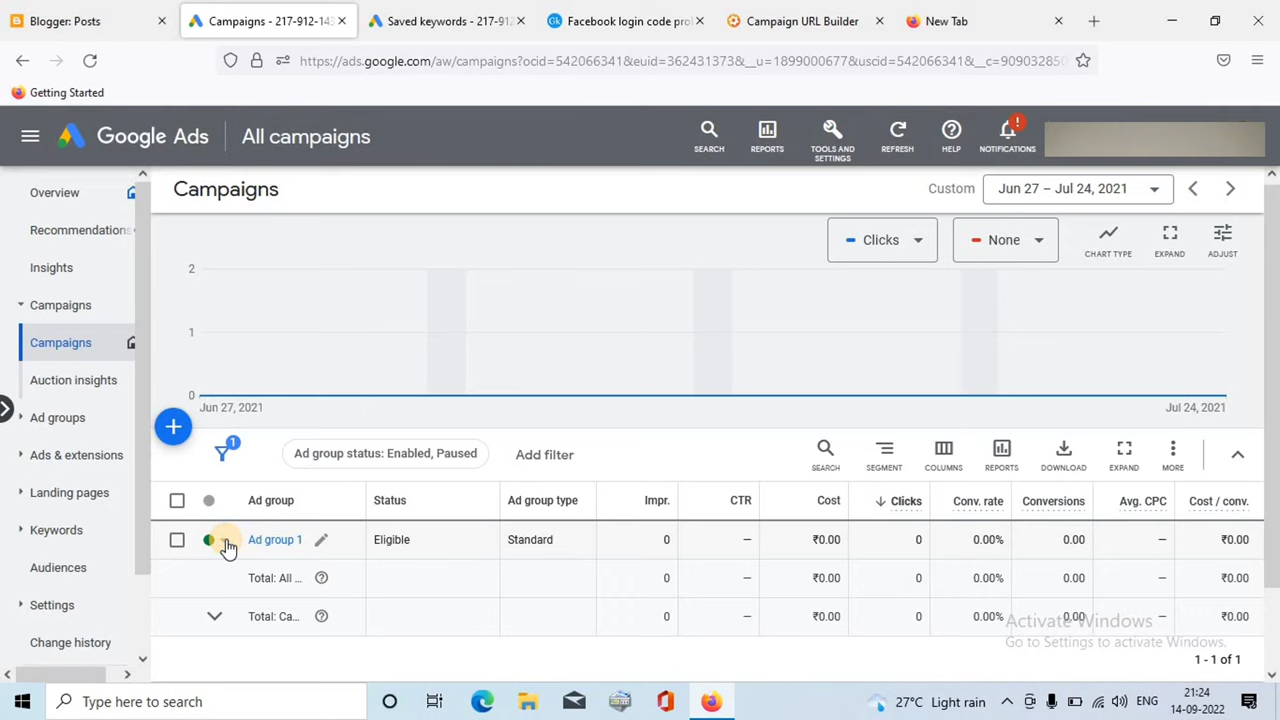 Blogger: Posts
Campaigns - 217-912-14
Saved keywords - 217-912
Facebook login code pro
Campaign URL Builder
New Tab
https://ads.google.com/aw/campaigns?ocid=542066341&euid=362431373&__u=1899000677&uscid=542066341&__c=909032850
Getting Started
Google Ads
All campaigns
SEARCH
REPORTS
TOOLS AND SETTINGS
REFRESH
HELP
!
NOTIFICATIONS
Overview
Recommendations
Insights
Campaigns
Campaigns
Auction insights
Ad groups
Ads & extensions
Landing pages
Keywords
Audiences
Settings
Change history
Campaigns
Custom
Jun 27 – Jul 24, 2021
Clicks
None
CHART TYPE
EXPAND
ADJUST
2
1
0
Jun 27, 2021
Jul 24, 2021
1
Ad group status: Enabled, Paused
Add filter
SEARCH
SEGMENT
COLUMNS
REPORTS
DOWNLOAD
EXPAND
MORE
Ad group Status Ad group type Impr. CTR Cost Clicks Conv. rate Conversions Avg. CPC Cost / conv.
Ad group 1 Eligible Standard 0 — ₹0.00 0 0.00% 0.00 — ₹0.00
Total: All ... 0 — ₹0.00 0 0.00% 0.00 — ₹0.00
Total: Ca... 0 — ₹0.00 0 0.00% 0.00 — ₹0.00
Activate Windows
Go to Settings to activate Windows.
1 - 1 of 1
Type here to search
27°C Light rain
ENG
21:24
14-09-2022